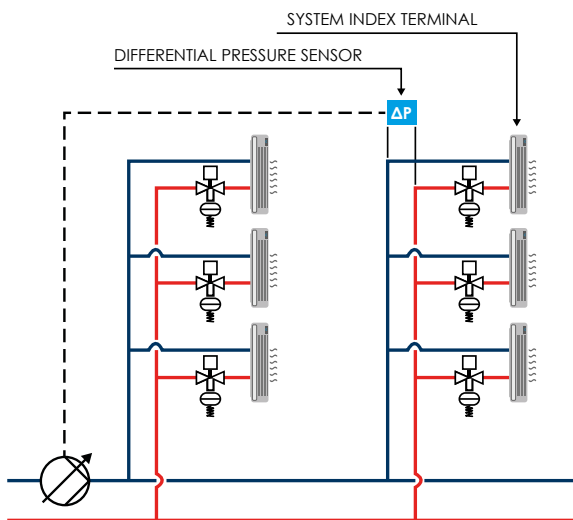 SYSTEM INDEX TERMINAL
DIFFERENTIAL PRESSURE SENSOR
ΔP